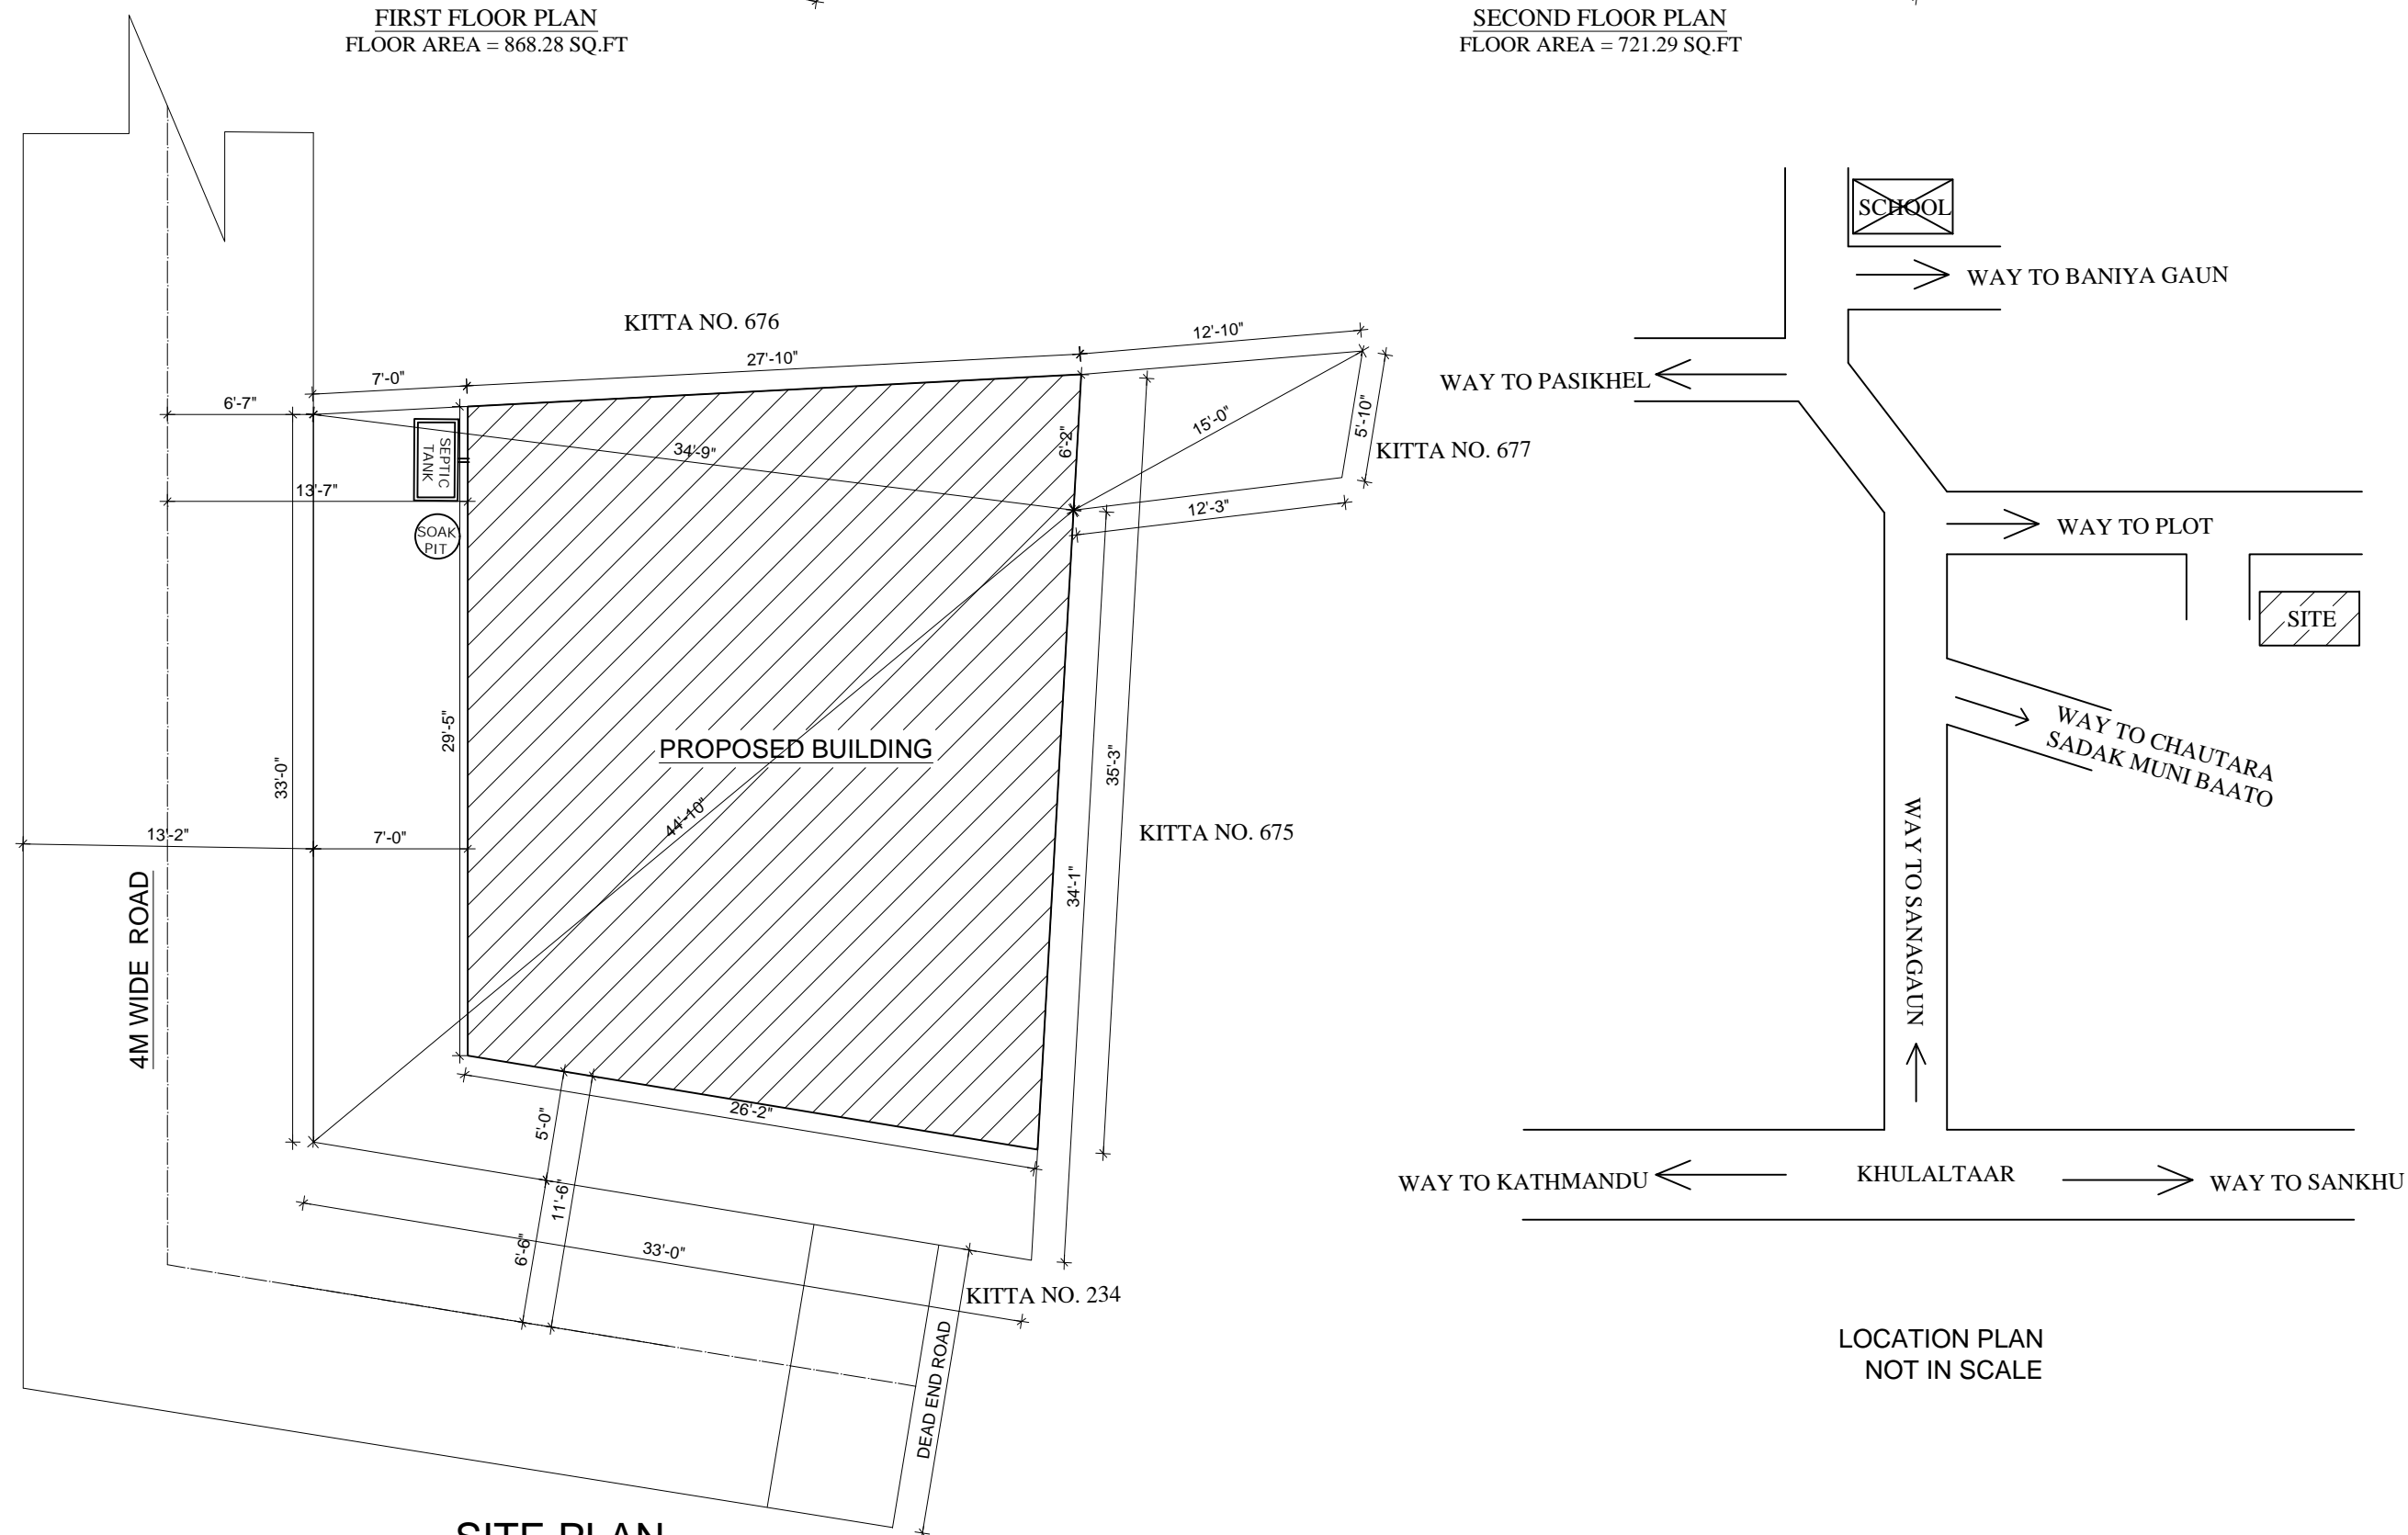 FIRST FLOOR PLAN
FLOOR AREA = 868.28 SQ.FT
SECOND FLOOR PLAN
FLOOR AREA = 721.29 SQ.FT
KITTA NO. 676
12'-10"
27'-10"
7'-0"
6'-7"
SEPTIC
TANK
34'-9"
6'-2"
15'-0"
5'-10"
KITTA NO. 677
13'-7"
12'-3"
SOAK
PIT
29'-5"
33'-0"
PROPOSED BUILDING
35'-3"
44'-10"
KITTA NO. 675
13'-2"
7'-0"
34'-1"
4M WIDE ROAD
26'-2"
5'-0"
11'-6"
6'-6"
33'-0"
KITTA NO. 234
DEAD END ROAD
SITE PLAN
SCHOOL
WAY TO BANIYA GAUN
WAY TO PASIKHEL
WAY TO PLOT
SITE
WAY TO CHAUTARA
SADAK MUNI BAATO
WAY TO SANAGAUN
WAY TO KATHMANDU
KHULALTAAR
WAY TO SANKHU
LOCATION PLAN
NOT IN SCALE